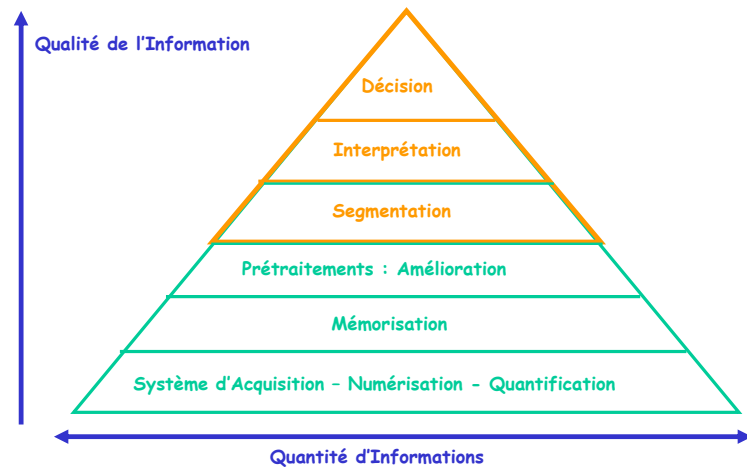 Qualité de l'Information
Décision
Interprétation
Segmentation
Prétraitements : Amélioration
Mémorisation
Système d'Acquisition – Numérisation - Quantification
Quantité d'Informations